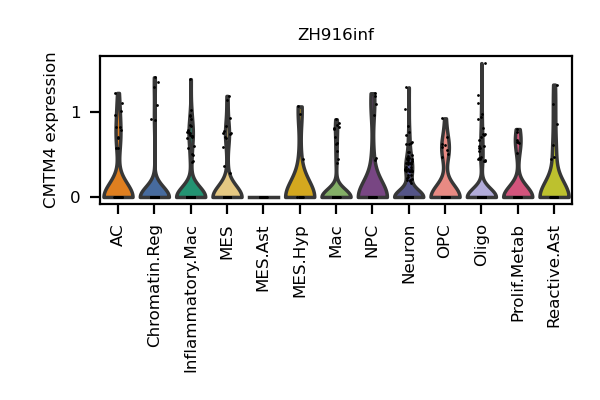 ZH916inf
CMTM4 expression
1
0
AC
Chromatin.Reg
Inflammatory.Mac
MES
MES.Ast
MES.Hyp
Mac
NPC
Neuron
OPC
Oligo
Prolif.Metab
Reactive.Ast